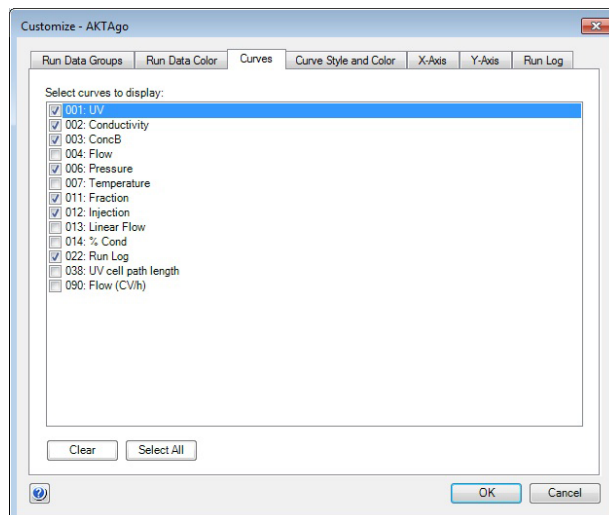 Customize - AKTAgo
Run Data Groups Run Data Color Curves Curve Style and Color X-Axis Y-Axis Run Log
Select curves to display:
001: UV
002: Conductivity
003: ConcB
004: Flow
006: Pressure
007: Temperature
011: Fraction
012: Injection
013: Linear Flow
014: % Cond
022: Run Log
038: UV cell path length
090: Flow (CV/h)
Clear Select All
OK Cancel